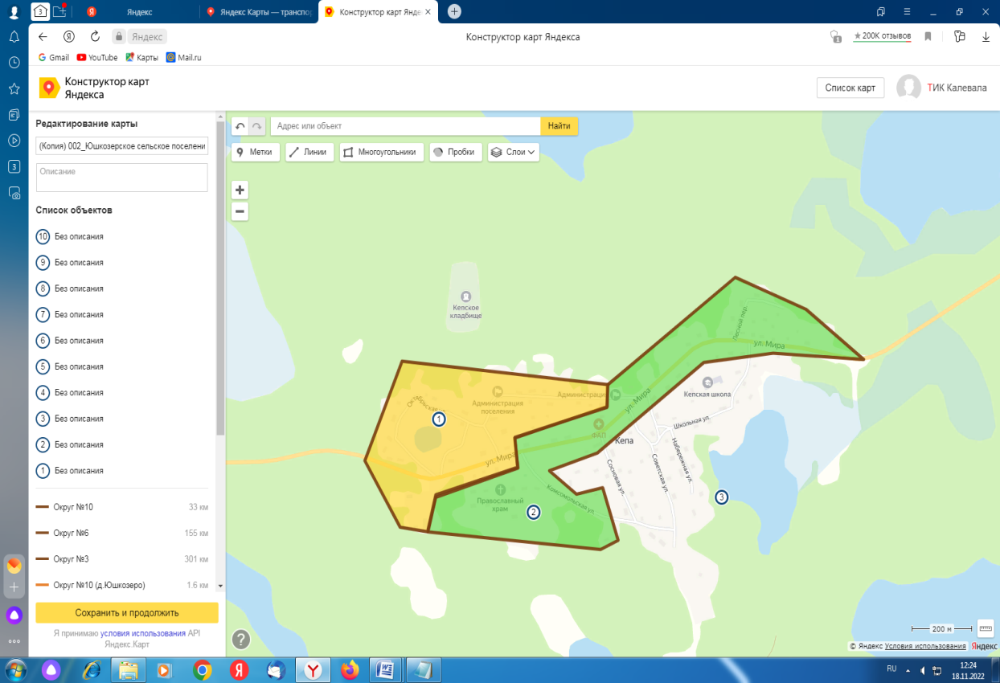 3
Яндекс
Яндекс Карты — транспо
Конструктор карт Янде
Яндекс
Конструктор карт Яндекса
1
200K отзывов
Gmail
YouTube
Карты
Mail.ru
Конструктор карт
Яндекса
Список карт
ТИК Калевала
Редактирование карты
(Копия) 002_Юшкозерское сельское поселени
Описание
Список объектов
10 Без описания
9 Без описания
8 Без описания
7 Без описания
6 Без описания
5 Без описания
4 Без описания
3 Без описания
2 Без описания
1 Без описания
Округ №10 33 км
Округ №6 155 км
Округ №3 301 км
Округ №10 (д.Юшкозеро) 1.6 км
Сохранить и продолжить
Я принимаю условия использования API
Яндекс.Карт
3
Адрес или объект
Найти
Метки
Линии
Многоугольники
Пробки
Слои
Кепское
кладбище
Лесной пер.
ул. Мира
Администраци
Кепская школа
Октябрьская ул.
Администрация
поселения
ул. Мира
1
Школьная ул.
ФАП
Кепа
ул. Мира
Сосновая ул.
Советская ул.
Набережная ул.
Православный
храм
Комсомольская ул.
2
3
?
200 м
© Яндекс Условия использования Яндекс
RU
12:24
18.11.2022